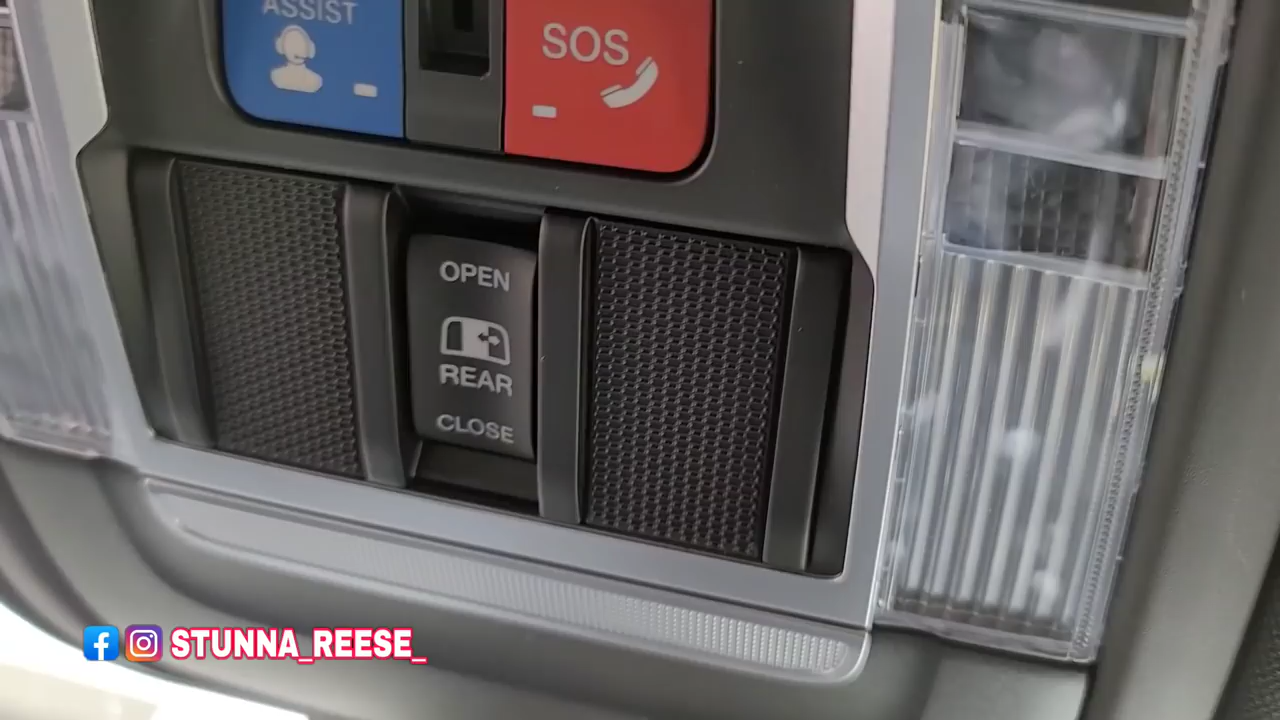 ASSIST
SOS
OPEN
REAR
CLOSE
STUNNA_REESE_